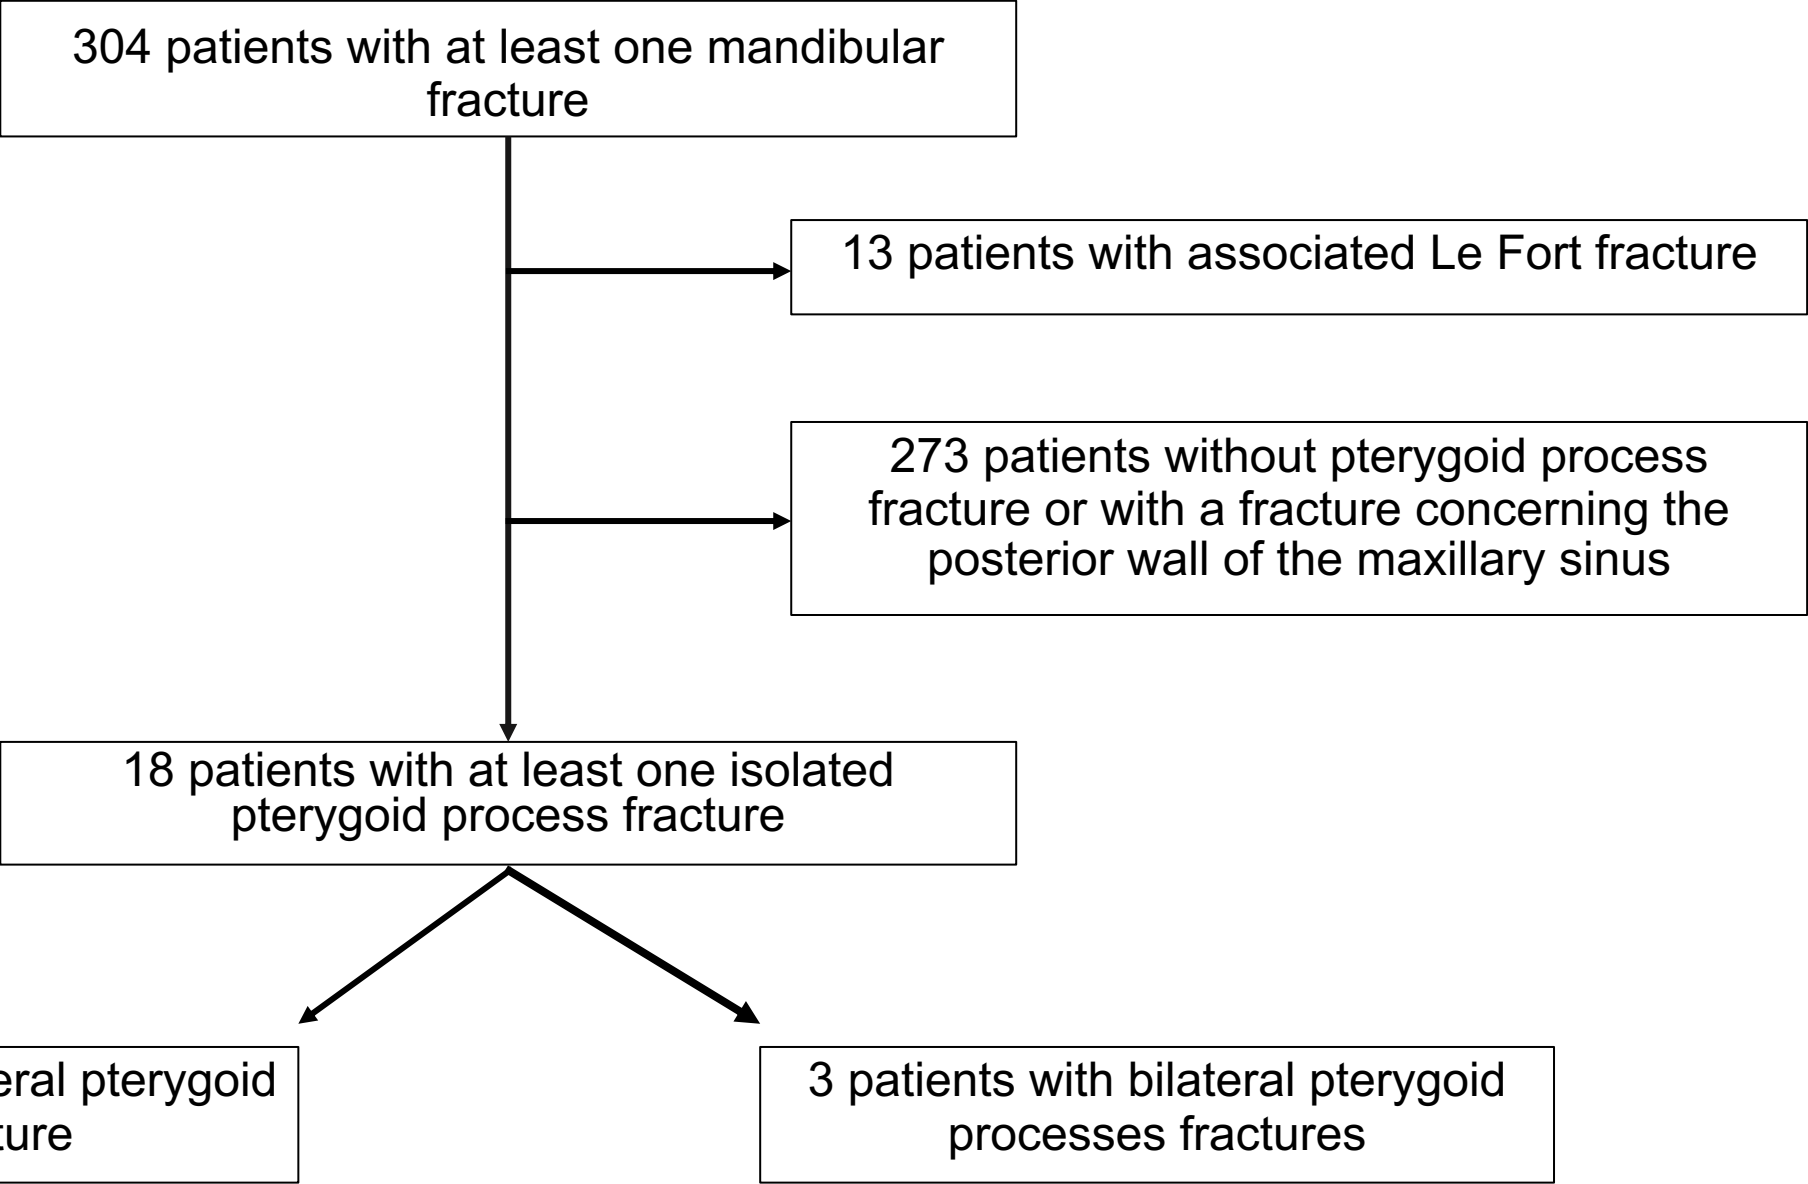 304 patients with at least one mandibular
fracture
13 patients with associated Le Fort fracture
273 patients without pterygoid process
fracture or with a fracture concerning the
posterior wall of the maxillary sinus
18 patients with at least one isolated
pterygoid process fracture
pterygoid
3 patients with bilateral pterygoid
processes fractures